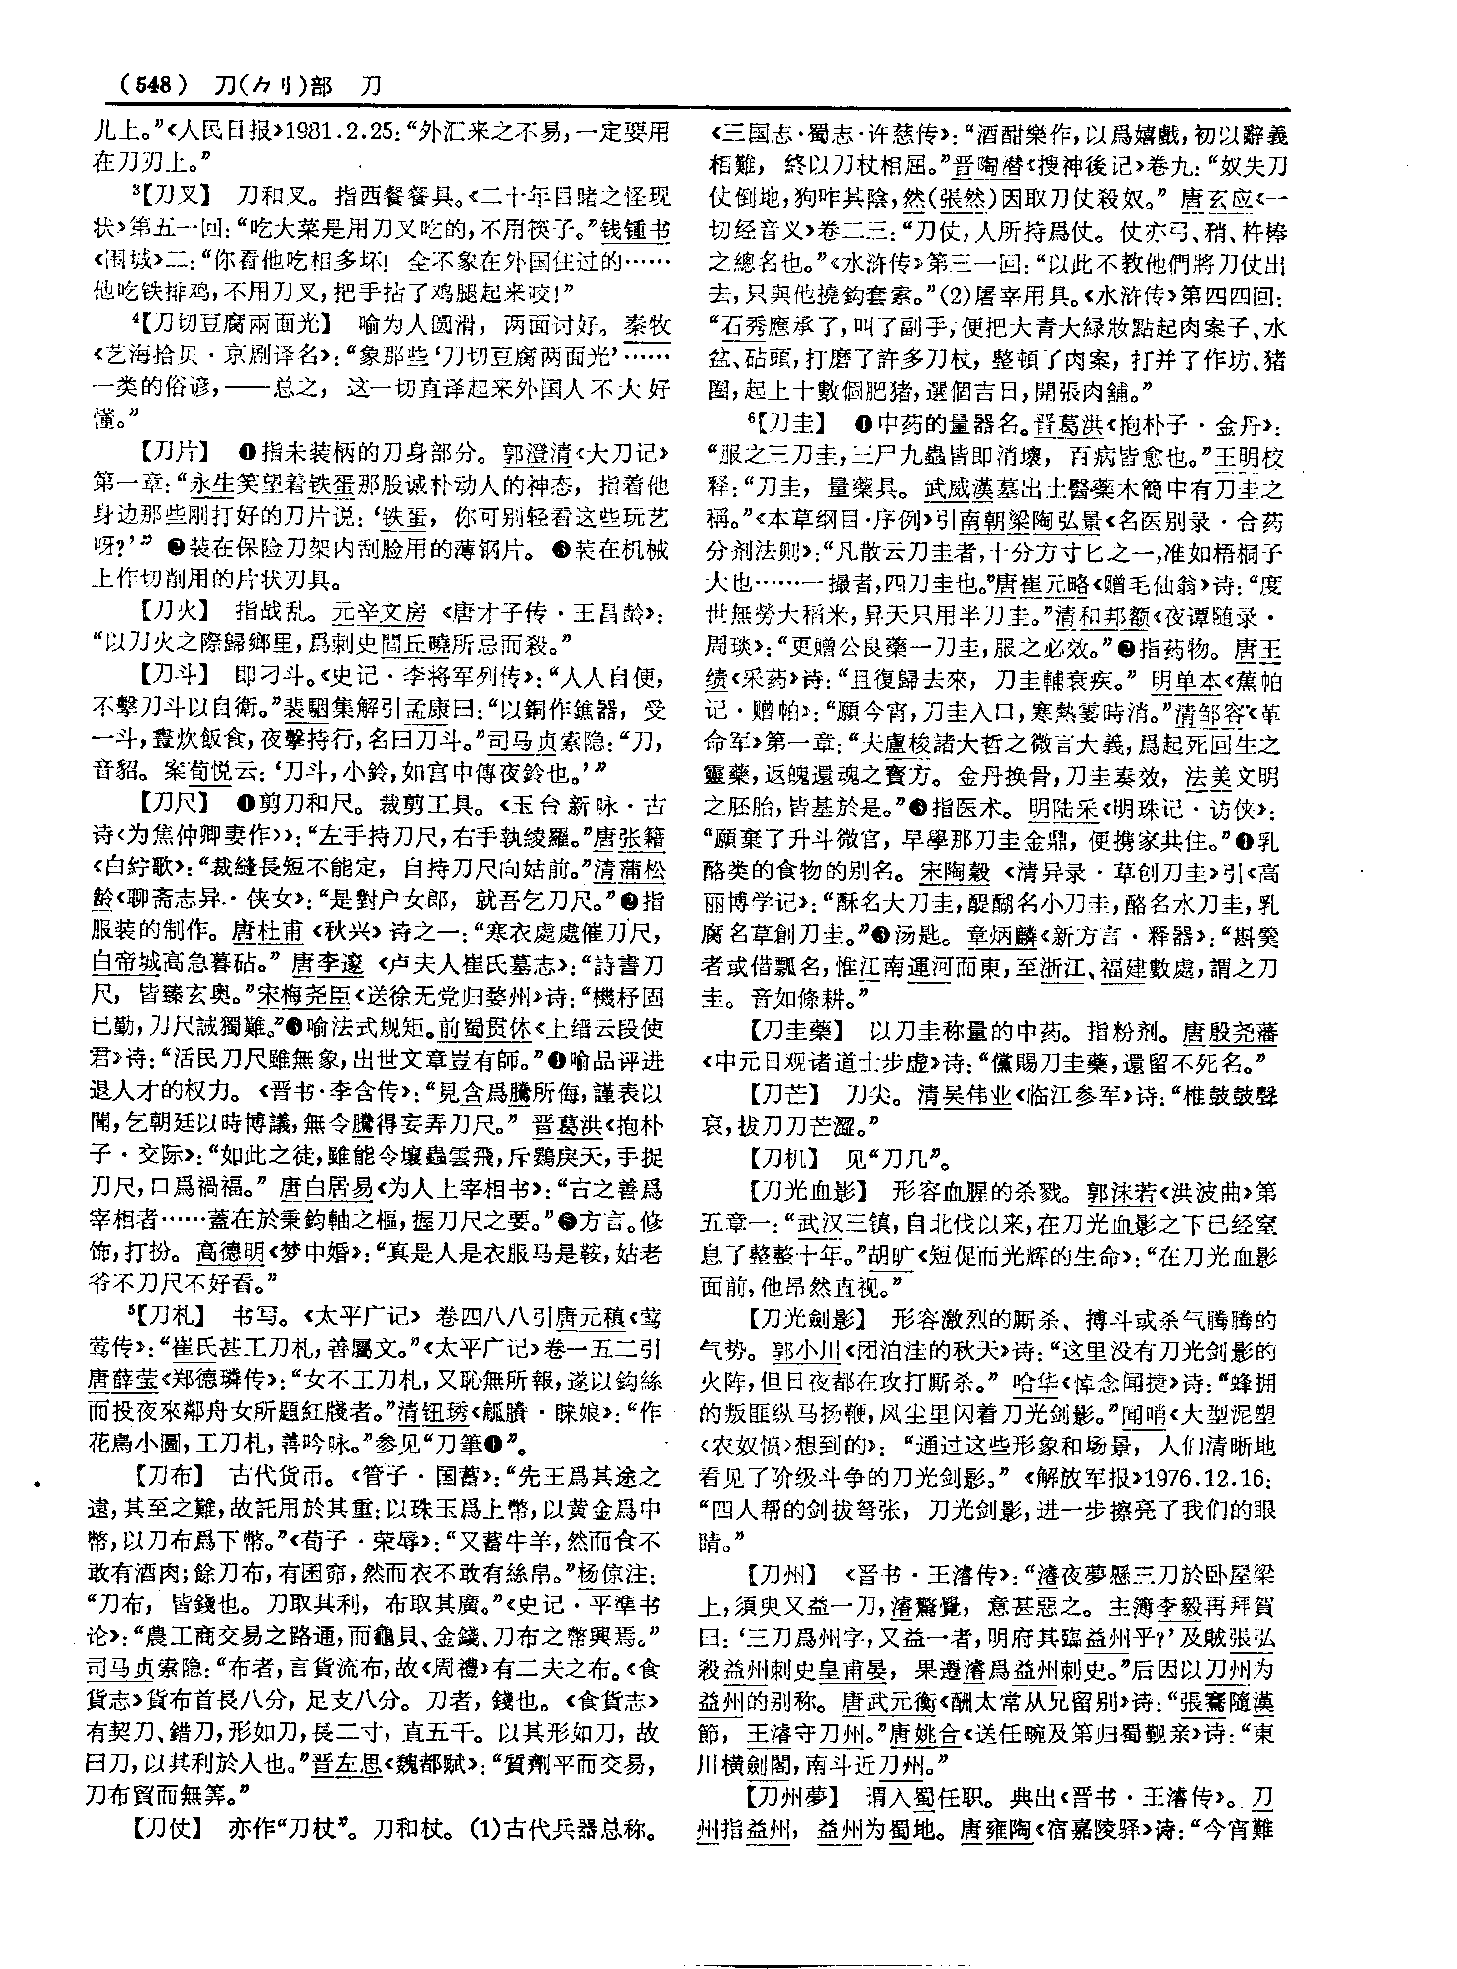 (548) 刀(⺈刂)部 刀
儿上。”《人民日报》1981.2.25:“外汇来之不易,一定要用
在刀刃上。”
³【刀叉】 刀和叉。指西餐餐具。《二十年目睹之怪现
状》第五一回:“吃大菜是用刀叉吃的,不用筷子。”钱锺书
《围城》二:“你看他吃相多坏! 全不象在外国住过的……
他吃铁排鸡,不用刀叉,把手拈了鸡腿起来咬!”
⁴【刀切豆腐兩面光】 喻为人圆滑,两面讨好。秦牧
《艺海拾贝·京剧译名》:“象那些‘刀切豆腐两面光’……
一类的俗谚,——总之,这一切直译起来外国人不大好
懂。”
【刀片】 ❶指未装柄的刀身部分。郭澄清《大刀记》
第一章:“永生笑望着铁蛋那股诚朴动人的神态,指着他
身边那些刚打好的刀片说:‘铁蛋,你可别轻看这些玩艺
呀?’” ❷装在保险刀架内刮脸用的薄钢片。❸装在机械
上作切削用的片状刃具。
【刀火】 指战乱。元辛文房《唐才子传·王昌龄》:
“以刀火之際歸鄉里,爲刺史閭丘曉所忌而殺。”
【刀斗】 即刁斗。《史记·李将军列传》:“人人自便,
不擊刀斗以自衛。”裴駰集解引孟康曰:“以銅作鐎器,受
一斗,晝炊飯食,夜擊持行,名曰刀斗。”司马贞索隐:“刀,
音貂。案荀悦云:‘刀斗,小鈴,如宫中傳夜鈴也。’”
【刀尺】 ❶剪刀和尺。裁剪工具。《玉台新咏·古
诗〈为焦仲卿妻作〉》:“左手持刀尺,右手執綾羅。”唐张籍
《白紵歌》:“裁縫長短不能定,自持刀尺向姑前。”清蒲松
龄《聊斋志异·侠女》:“是對户女郎,就吾乞刀尺。”❷指
服装的制作。唐杜甫《秋兴》诗之一:“寒衣處處催刀尺,
白帝城高急暮砧。”唐李邃《卢夫人崔氏墓志》:“詩書刀
尺,皆臻玄奥。”宋梅尧臣《送徐无党归婺州》诗:“機杼固
已勤,刀尺誠獨難。”❸喻法式规矩。前蜀贯休《上缙云段使
君》诗:“活民刀尺雖無象,出世文章豈有師。”❹喻品评进
退人才的权力。《晋书·李含传》:“見含爲騰所侮,謹表以
聞,乞朝廷以時博議,無令騰得妄弄刀尺。”晋葛洪《抱朴
子·交际》:“如此之徒,雖能令壤蟲雲飛,斥鷃戾天,手捉
刀尺,口爲禍福。”唐白居易《为人上宰相书》:“古之善爲
宰相者……蓋在於秉鈞軸之樞,握刀尺之要。”❺方言。修
饰,打扮。高德明《梦中婚》:“真是人是衣服马是鞍,姑老
爷不刀尺不好看。”
⁵【刀札】 书写。《太平广记》卷四八八引唐元稹《莺
莺传》:“崔氏甚工刀札,善屬文。”《太平广记》卷一五二引
唐薛莹《郑德璘传》:“女不工刀札,又恥無所報,遂以鈎絲
而投夜來鄰舟女所題紅牋者。”清钮琇《觚賸·睐娘》:“作
花鳥小圖,工刀札,善吟咏。”参见“刀筆❶”。
【刀布】 古代货币。《管子·国蓄》:“先王爲其途之
遠,其至之難,故託用於其重:以珠玉爲上幣,以黄金爲中
幣,以刀布爲下幣。”《荀子·荣辱》:“又蓄牛羊,然而食不
敢有酒肉;餘刀布,有囷窌,然而衣不敢有絲帛。”杨倞注:
“刀布,皆錢也。刀取其利,布取其廣。”《史记·平準书
论》:“農工商交易之路通,而龜貝、金錢、刀布之幣興焉。”
司马贞索隐:“布者,言貨流布,故《周禮》有二夫之布。《食
貨志》貨布首長八分,足支八分。刀者,錢也。《食貨志》
有契刀、錯刀,形如刀,長二寸,直五千。以其形如刀,故
曰刀,以其利於人也。”晋左思《魏都赋》:“質劑平而交易,
刀布貿而無筭。”
【刀仗】 亦作“刀杖”。刀和杖。(1)古代兵器总称。
《三国志·蜀志·许慈传》:“酒酣樂作,以爲嬉戲,初以辭義
相難,終以刀杖相屈。”晋陶潜《搜神後记》卷九:“奴失刀
仗倒地,狗咋其陰,然(張然)因取刀仗殺奴。”唐玄应《一
切经音义》卷二三:“刀仗,人所持爲仗。仗亦弓、矟、杵棒
之總名也。”《水浒传》第三一回:“以此不教他們將刀仗出
去,只與他撓鈎套索。”(2)屠宰用具。《水浒传》第四四回:
“石秀應承了,叫了副手,便把大青大緑妝點起肉案子、水
盆、砧頭,打磨了許多刀杖,整頓了肉案,打并了作坊、猪
圈,起上十數個肥猪,選個吉日,開張肉舖。”
⁶【刀圭】 ❶中药的量器名。晋葛洪《抱朴子·金丹》:
“服之三刀圭,三尸九蟲皆即消壞,百病皆愈也。”王明校
释:“刀圭,量藥具。武威漢墓出土醫藥木簡中有刀圭之
稱。”《本草纲目·序例》引南朝梁陶弘景《名医别录·合药
分剂法则》:“凡散云刀圭者,十分方寸匕之一,准如梧桐子
大也……一撮者,四刀圭也。”唐崔元略《赠毛仙翁》诗:“度
世無勞大稻米,昇天只用半刀圭。”清和邦额《夜谭随录·
周琰》:“更赠公良藥一刀圭,服之必效。”❷指药物。唐王
绩《采药》诗:“且復歸去來,刀圭輔衰疾。”明单本《蕉帕
记·赠帕》:“願今宵,刀圭入口,寒熱霎時消。”清邹容《革
命军》第一章:“夫盧梭諸大哲之微言大義,爲起死回生之
靈藥,返魄還魂之寶方。金丹换骨,刀圭奏效,法美文明
之胚胎,皆基於是。”❸指医术。明陆采《明珠记·访侠》:
“願棄了升斗微官,早學那刀圭金鼎,便携家共住。”❹乳
酪类的食物的别名。宋陶穀《清异录·草创刀圭》引《高
丽博学记》:“酥名大刀圭,醍醐名小刀圭,酪名水刀圭,乳
腐名草創刀圭。”❺汤匙。章炳麟《新方言·释器》:“斟羹
者或借瓢名,惟江南運河而東,至浙江、福建數處,謂之刀
圭。音如條耕。”
【刀圭藥】 以刀圭称量的中药。指粉剂。唐殷尧藩
《中元日观诸道士步虚》诗:“儻賜刀圭藥,還留不死名。”
【刀芒】 刀尖。清吴伟业《临江参军》诗:“椎鼓鼓聲
哀,拔刀刀芒澀。”
【刀机】 见“刀几”。
【刀光血影】 形容血腥的杀戮。郭沫若《洪波曲》第
五章一:“武汉三镇,自北伐以来,在刀光血影之下已经窒
息了整整十年。”胡旷《短促而光辉的生命》:“在刀光血影
面前,他昂然直视。”
【刀光劍影】 形容激烈的厮杀、搏斗或杀气腾腾的
气势。郭小川《团泊洼的秋天》诗:“这里没有刀光剑影的
火阵,但日夜都在攻打厮杀。”哈华《悼念闻捷》诗:“蜂拥
的叛匪纵马扬鞭,风尘里闪着刀光剑影。”闻哨《大型泥塑
〈农奴愤〉想到的》:“通过这些形象和场景,人们清晰地
看见了阶级斗争的刀光剑影。”《解放军报》1976.12.16:
“四人帮的剑拔弩张,刀光剑影,进一步擦亮了我们的眼
睛。”
【刀州】 《晋书·王濬传》:“濬夜夢懸三刀於卧屋梁
上,須臾又益一刀,濬驚覺,意甚惡之。主簿李毅再拜賀
曰:‘三刀爲州字,又益一者,明府其臨益州乎?’及賊張弘
殺益州刺史皇甫晏,果遷濬爲益州刺史。”后因以刀州为
益州的别称。唐武元衡《酬太常从兄留别》诗:“張騫隨漢
節,王濬守刀州。”唐姚合《送任畹及第归蜀觐亲》诗:“東
川横劍閣,南斗近刀州。”
【刀州夢】 谓入蜀任职。典出《晋书·王濬传》。刀
州指益州,益州为蜀地。唐雍陶《宿嘉陵驿》诗:“今宵難